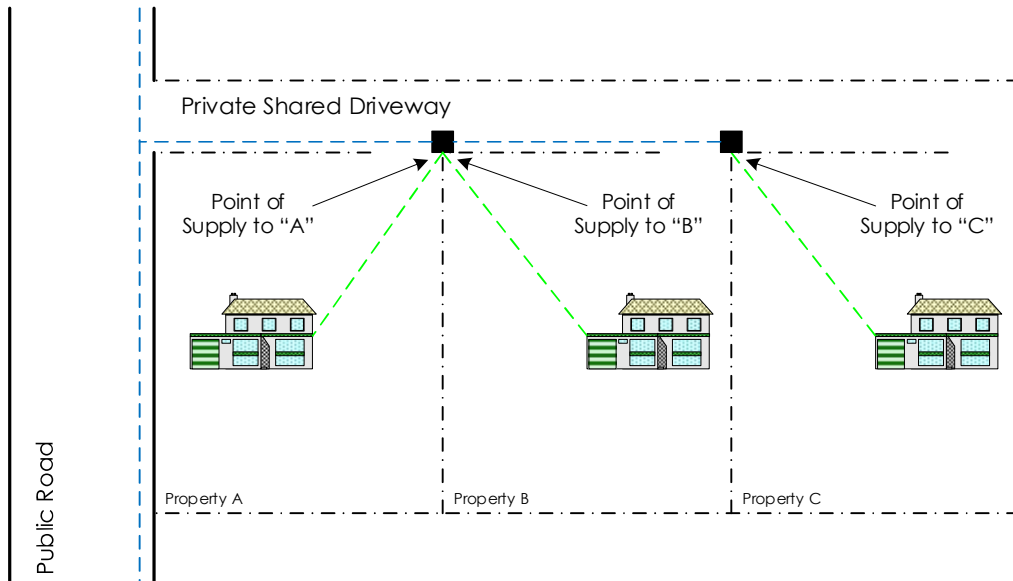 Private Shared Driveway
Point of
Supply to “A”
Point of
Supply to “B”
Point of
Supply to “C”
Property A
Property B
Property C
Public Road